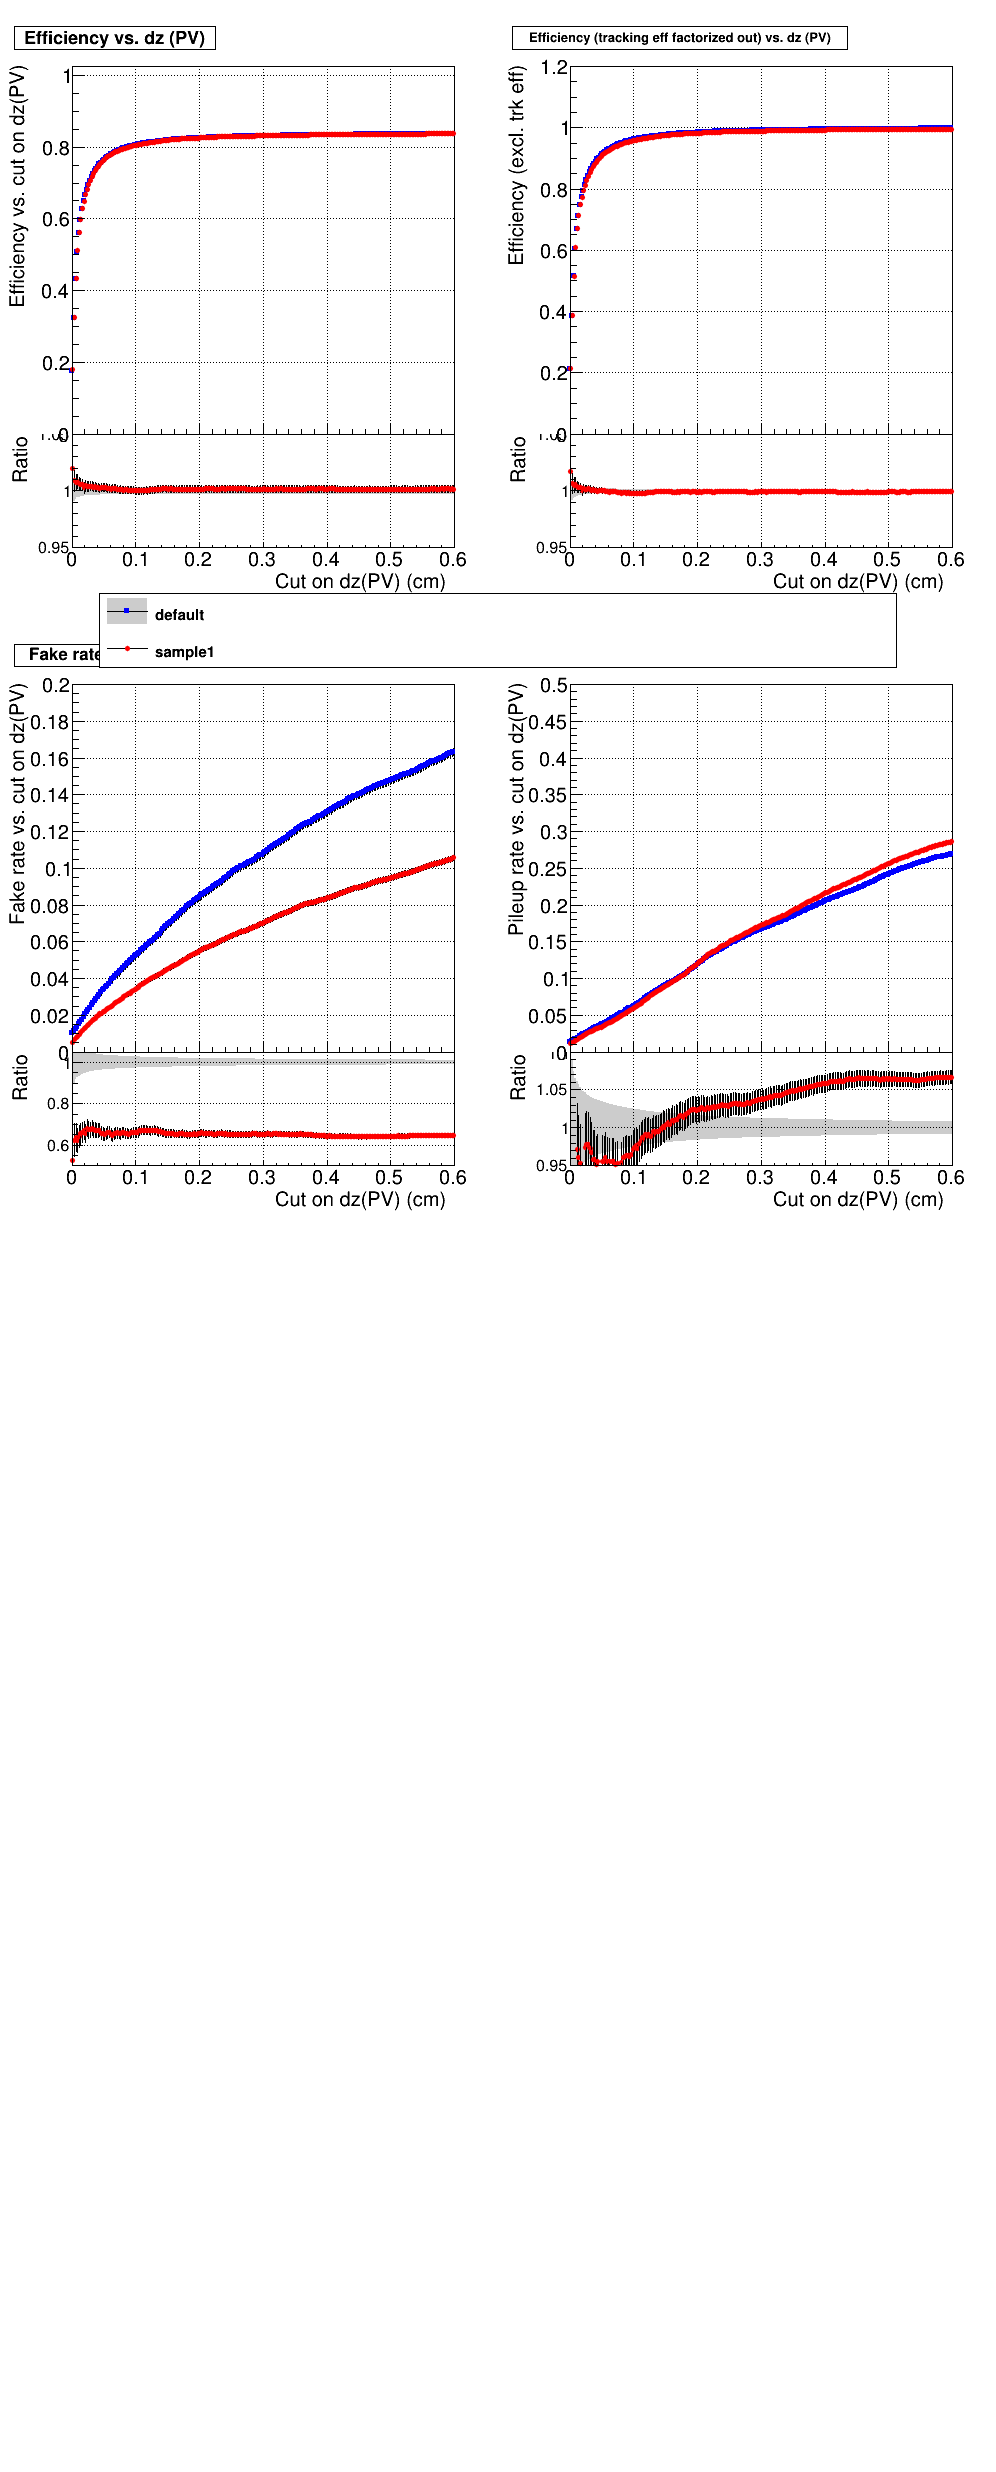 Efficiency vs. dz (PV)
Efficiency vs. cut on dz(PV)
1
0.8
0.6
0.4
0.2
0
Ratio
1
0.95
0 0.1 0.2 0.3 0.4 0.5 0.6
Cut on dz(PV) (cm)
Efficiency (tracking eff factorized out) vs. dz (PV)
Efficiency (excl. trk eff)
1.2
1
0.8
0.6
0.4
0.2
0
Ratio
1
0.95
0 0.1 0.2 0.3 0.4 0.5 0.6
Cut on dz(PV) (cm)
default
sample1
Fake rate
Fake rate vs. cut on dz(PV)
0.2
0.18
0.16
0.14
0.12
0.1
0.08
0.06
0.04
0.02
0
Ratio
1
0.8
0.6
0 0.1 0.2 0.3 0.4 0.5 0.6
Cut on dz(PV) (cm)
Pileup rate vs. cut on dz(PV)
0.5
0.45
0.4
0.35
0.3
0.25
0.2
0.15
0.1
0.05
0
Ratio
1.05
1
0.95
0 0.1 0.2 0.3 0.4 0.5 0.6
Cut on dz(PV) (cm)